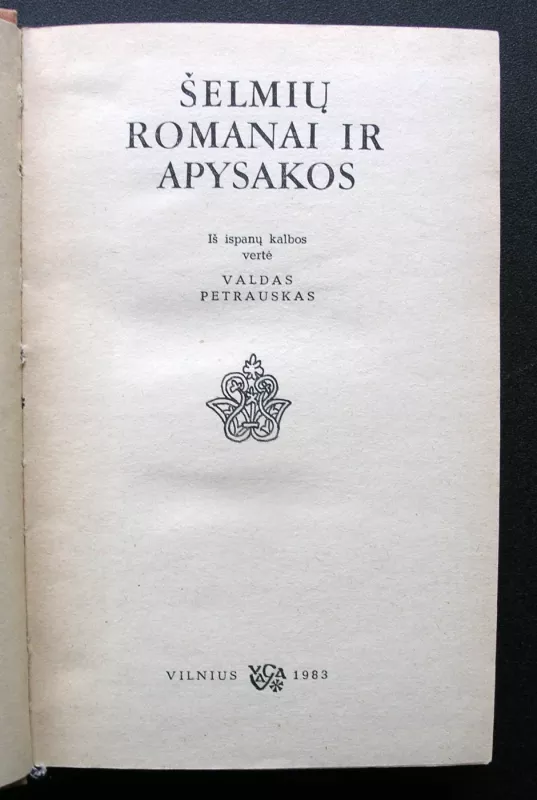 ŠELMIŲ
ROMANAI IR
APYSAKOS
Iš ispanų kalbos
vertė
VALDAS
PETRAUSKAS
VILNIUS VAGA 1983